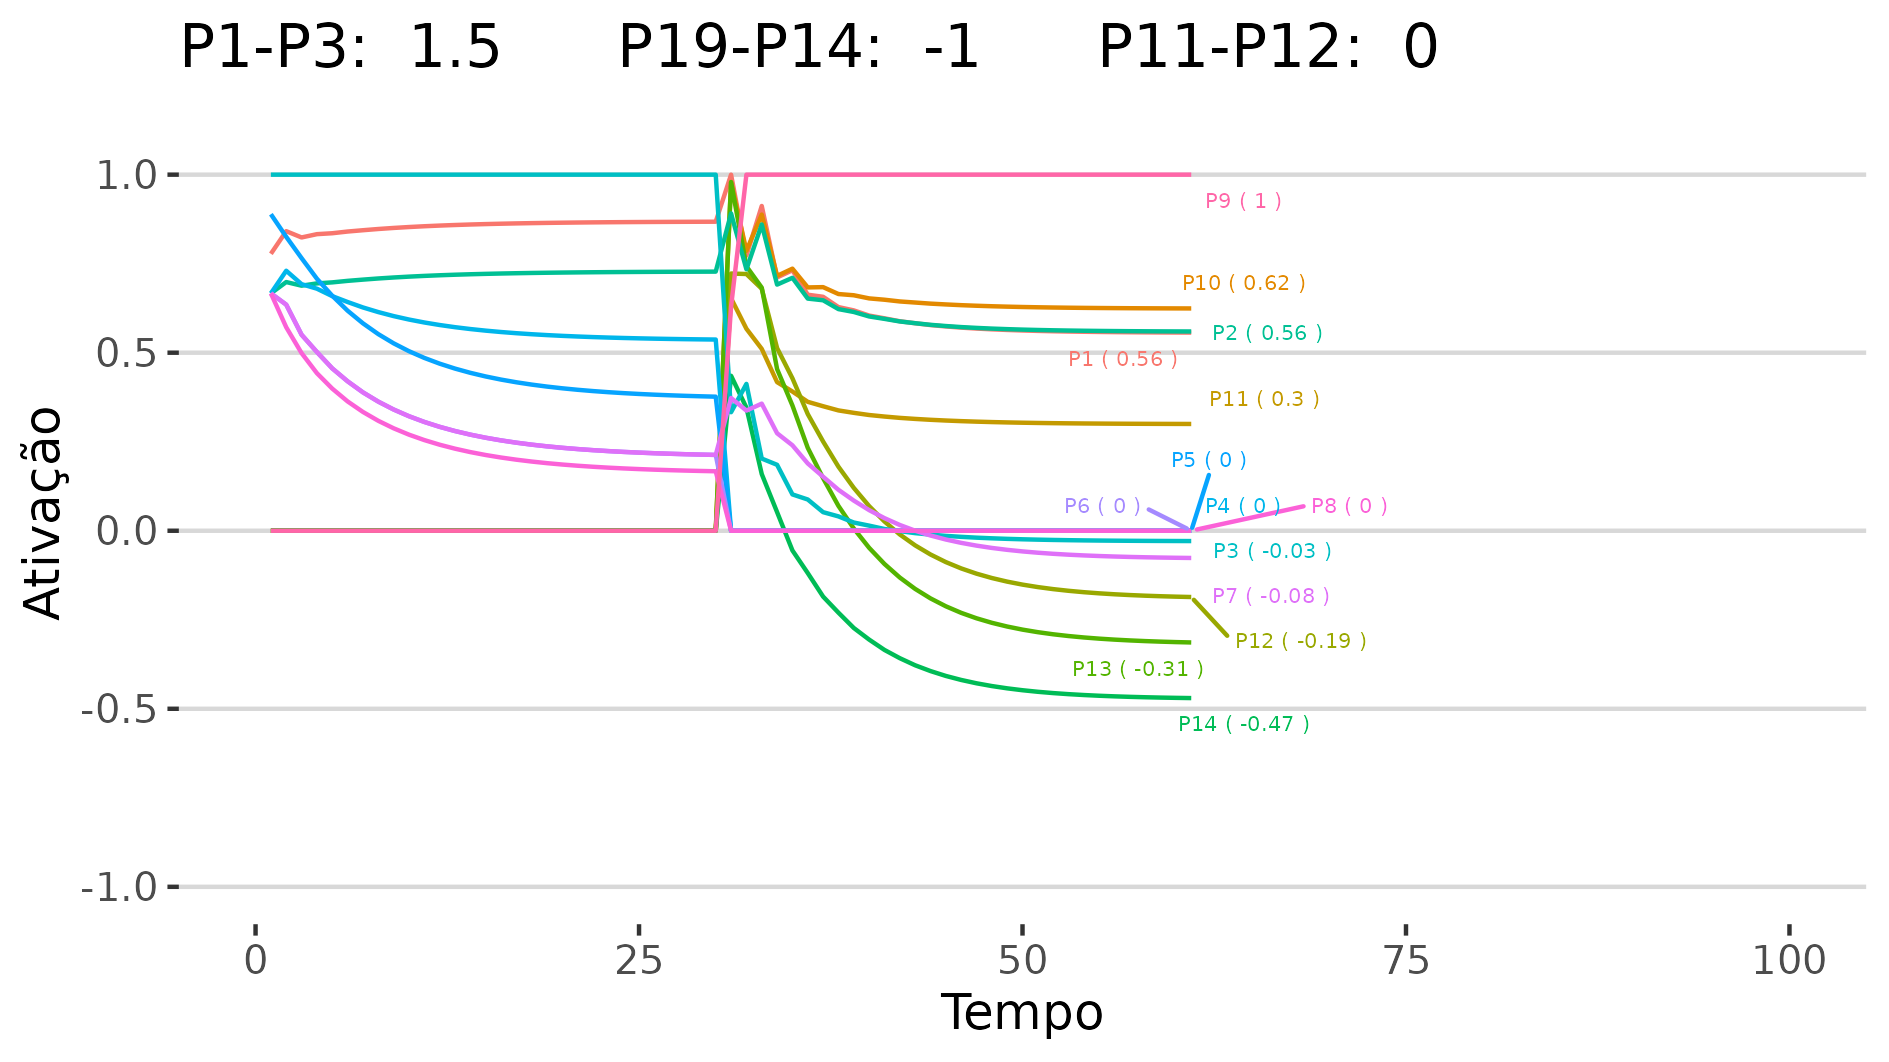 P1-P3: 1.5 P19-P14: -1 P11-P12: 0
1.0
P9 ( 1 )
P10 ( 0.62 )
P2 ( 0.56 )
0.5
P1 ( 0.56 )
P11 ( 0.3 )
P5 ( 0 )
P6 ( 0 ) P4 ( 0 ) P8 ( 0 )
0.0
P3 ( -0.03 )
P7 ( -0.08 )
P12 ( -0.19 )
P13 ( -0.31 )
-0.5
P14 ( -0.47 )
-1.0
Ativação
0 25 50 75 100
Tempo